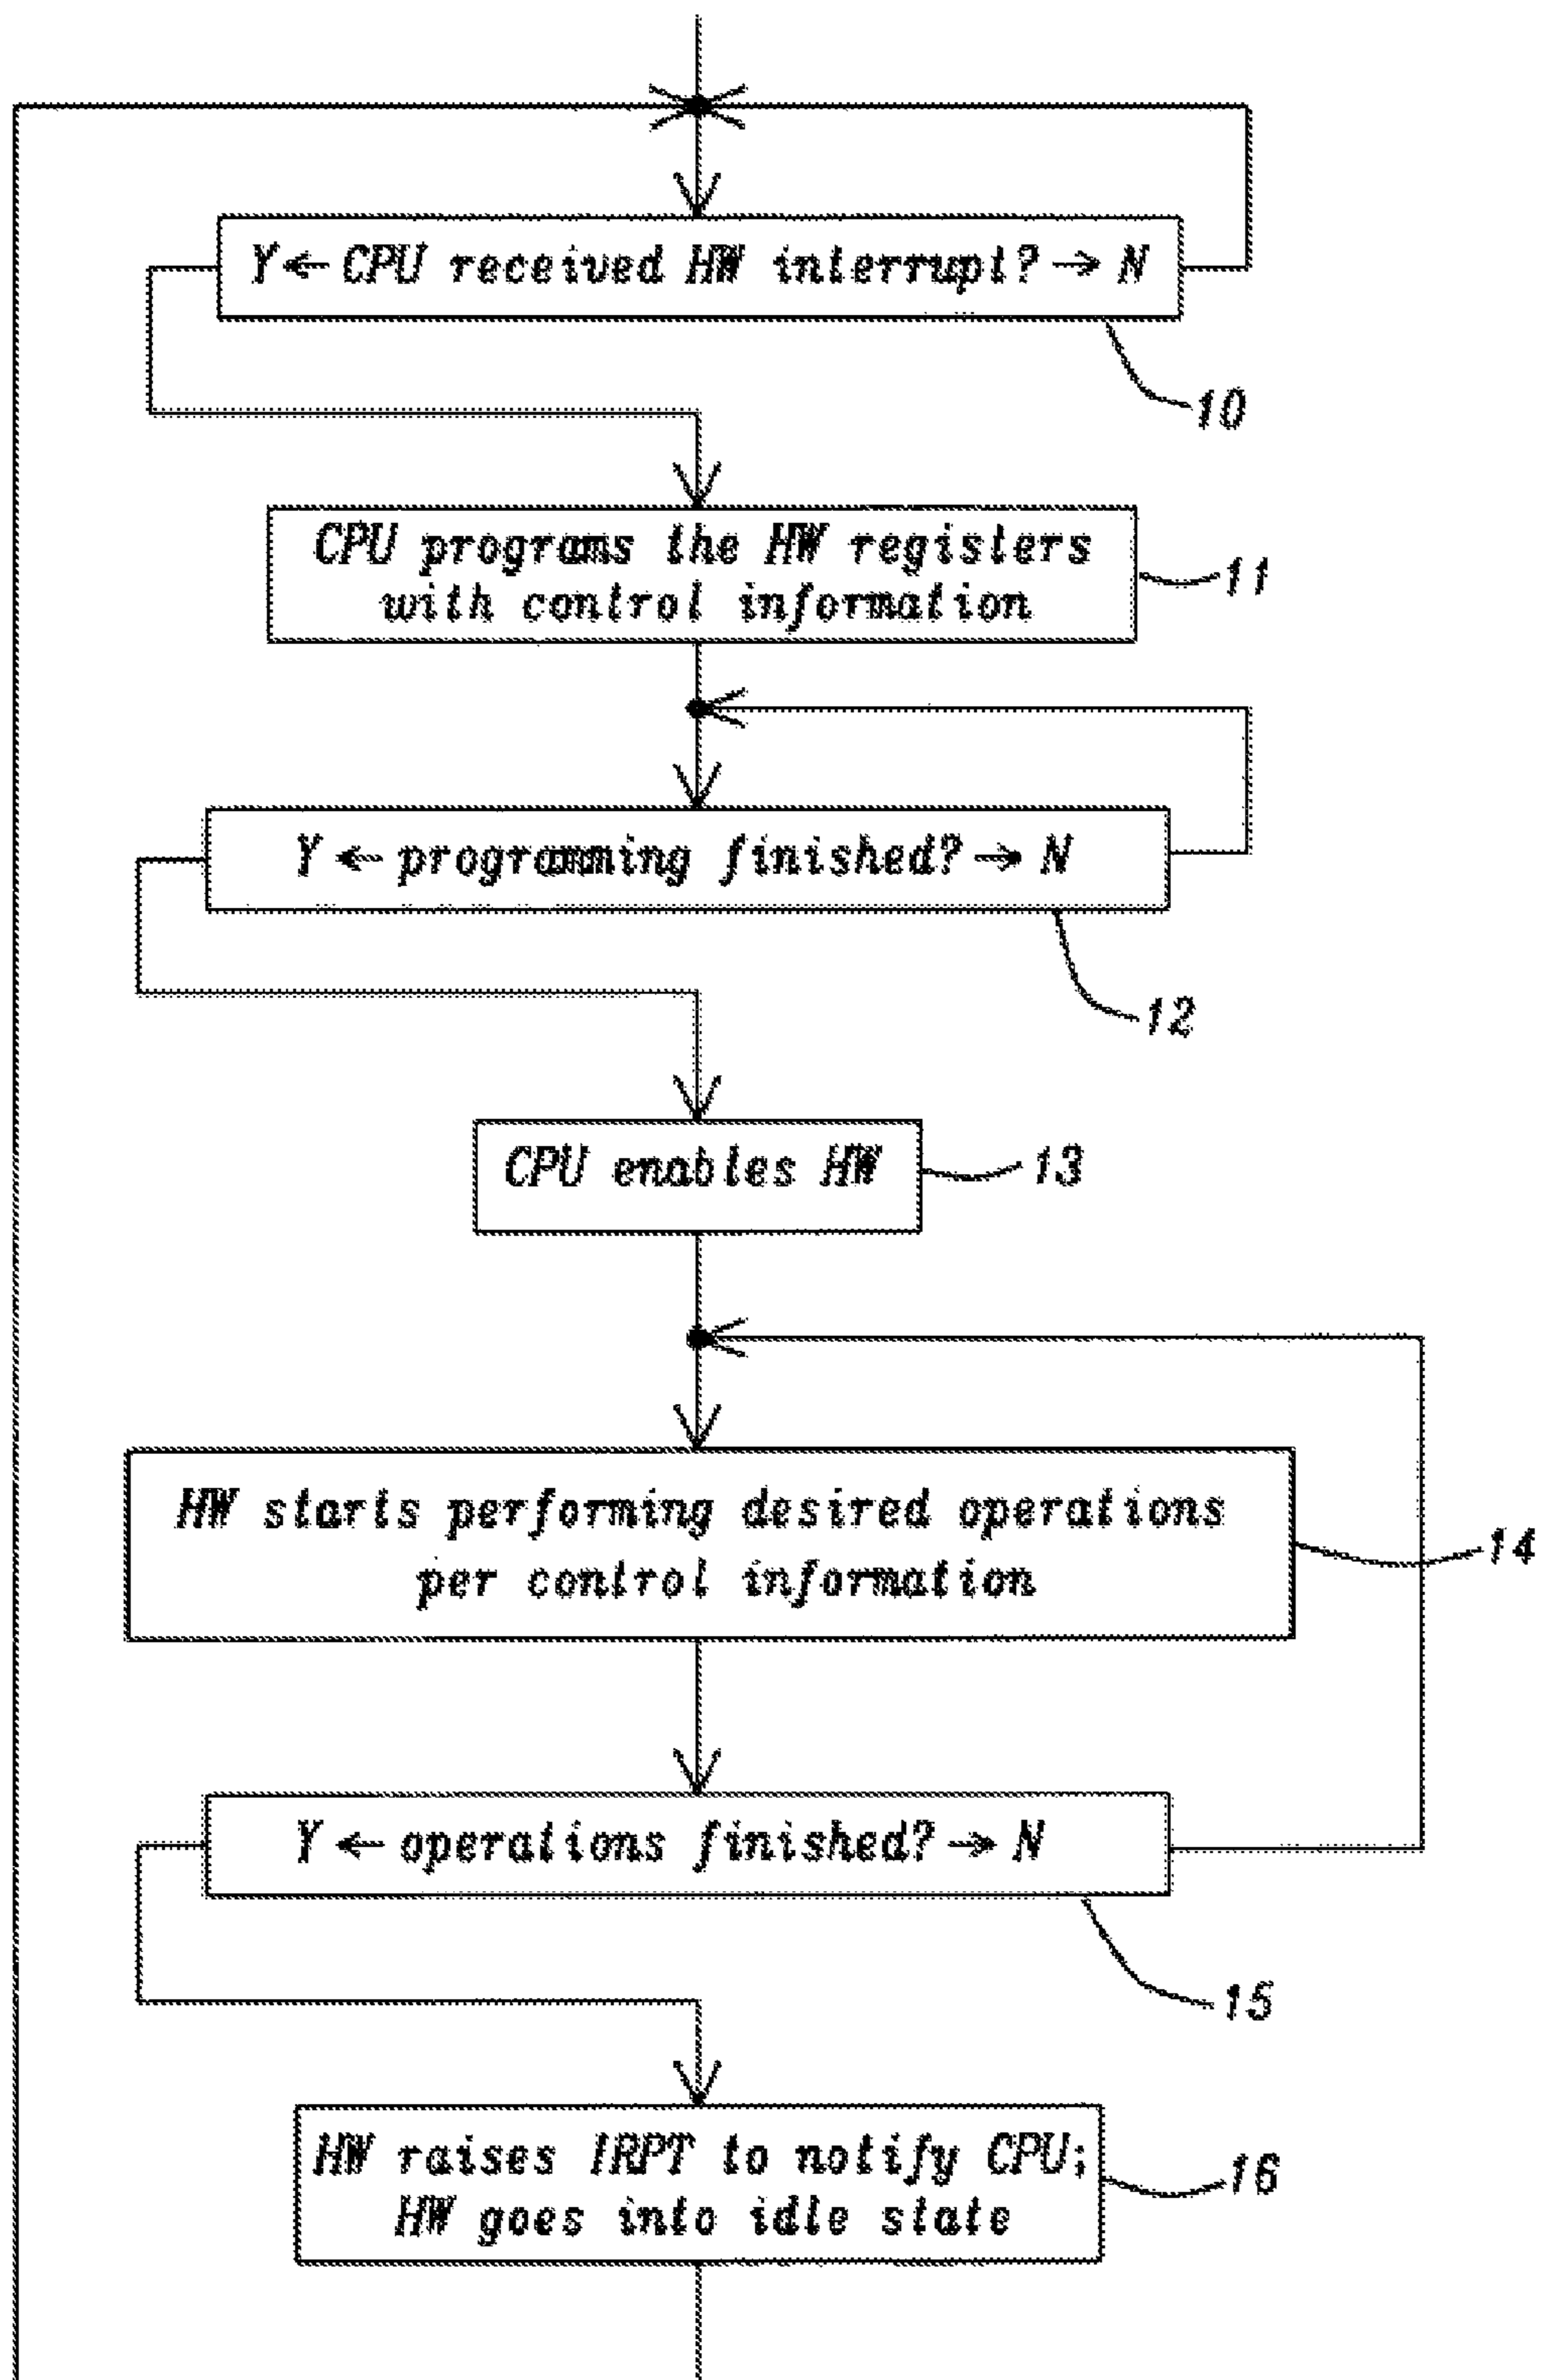 Y ← CPU received HW interrupt? → N
10
CPU programs the HW registers
with control information
11
Y ← programming finished? → N
12
CPU enables HW
13
HW starts performing desired operations
per control information
14
Y ← operations finished? → N
15
HW raises IRPT to notify CPU;
HW goes into idle state
16